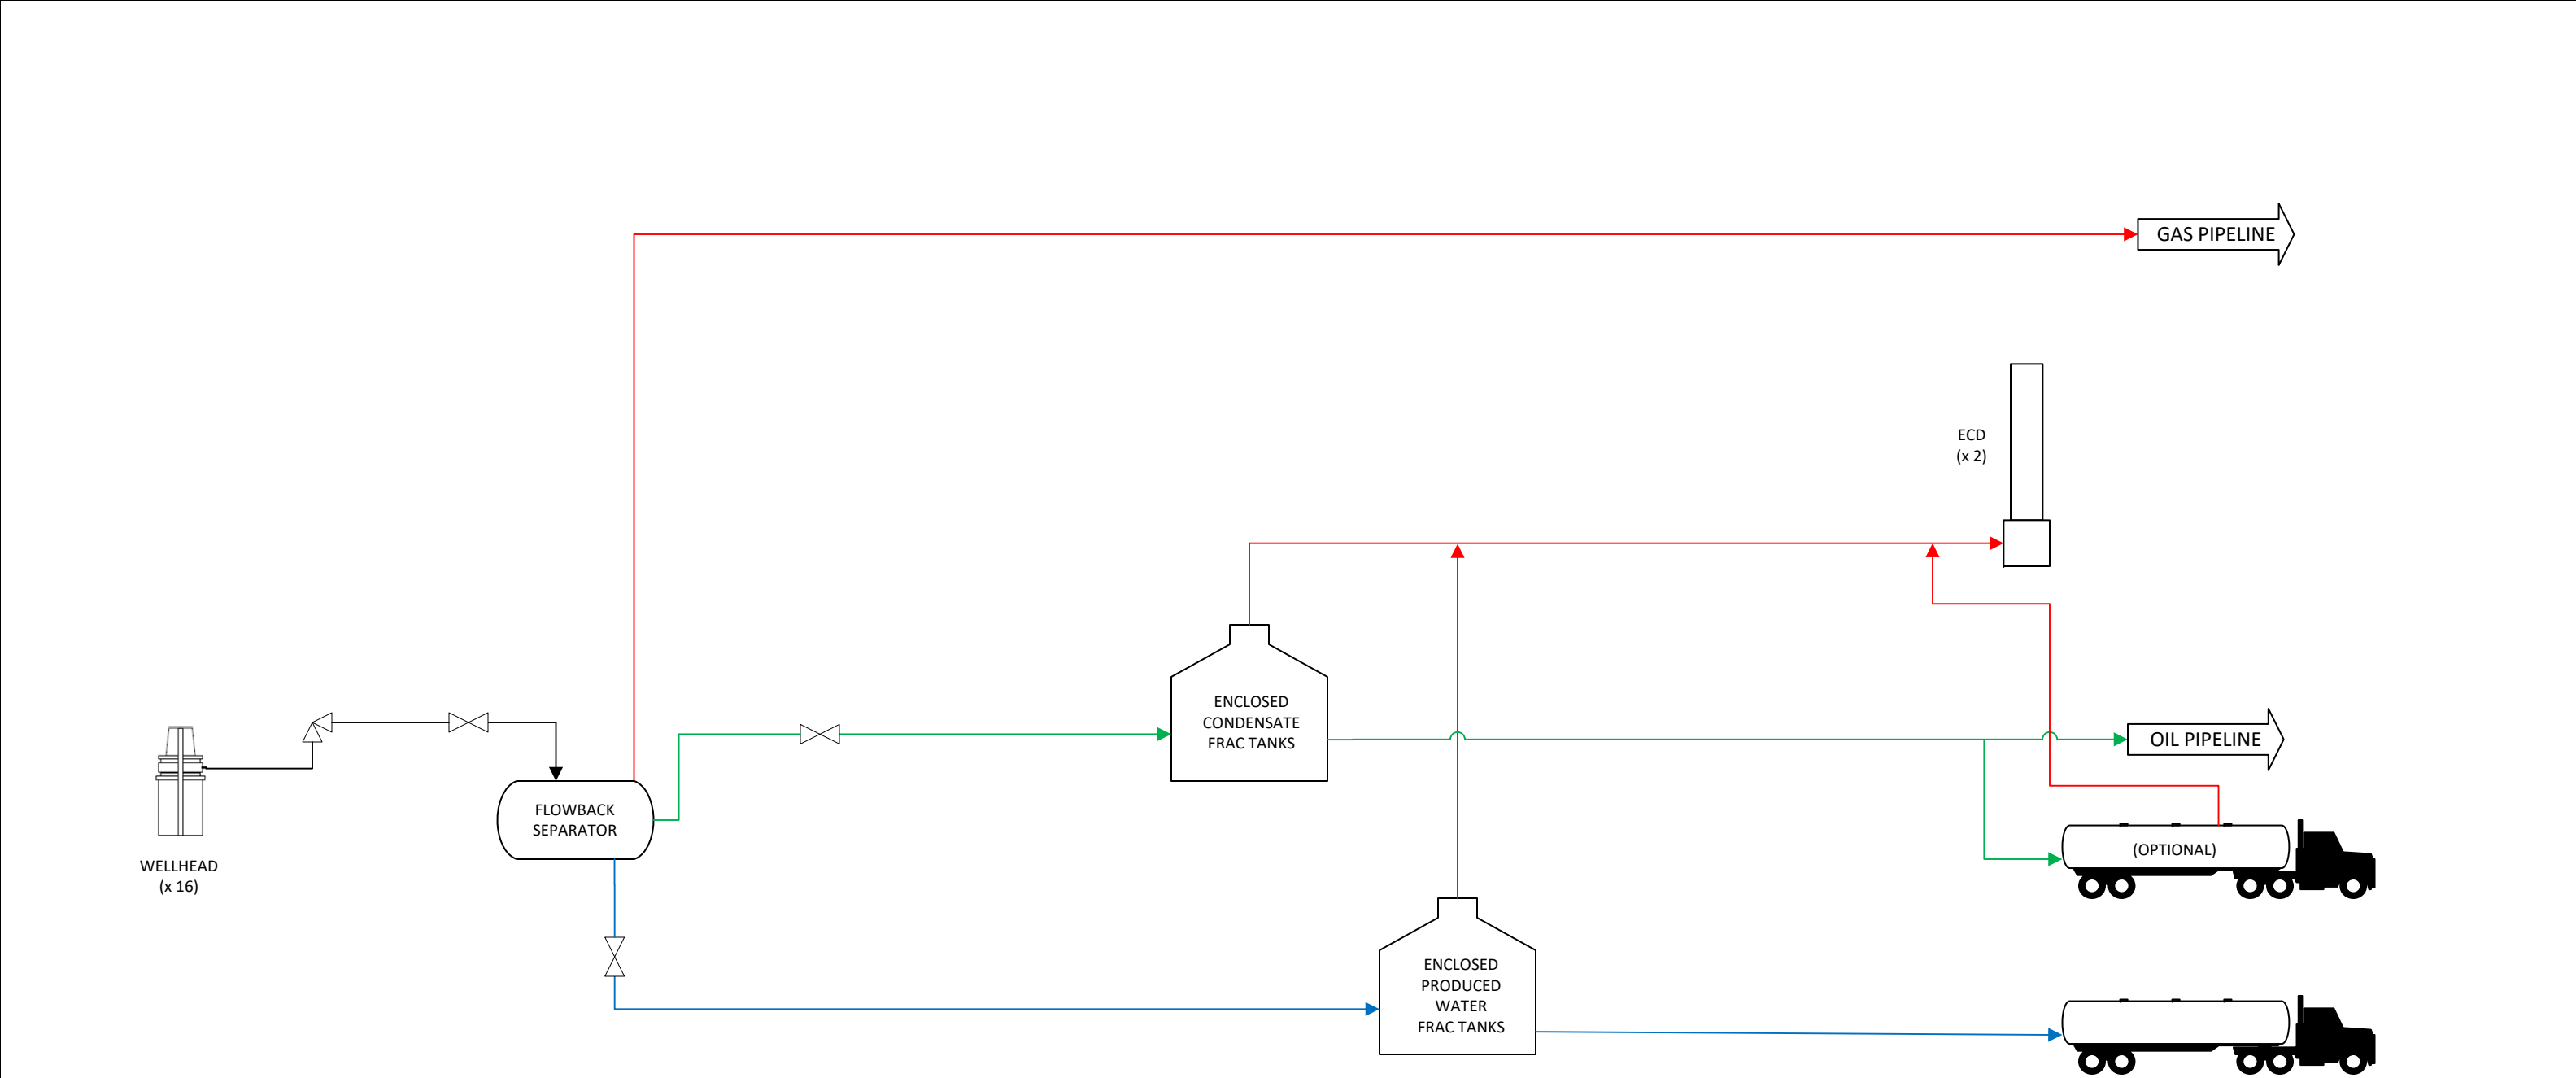 GAS PIPELINE
ECD
(x 2)
ENCLOSED
CONDENSATE
FRAC TANKS
OIL PIPELINE
FLOWBACK
SEPARATOR
(OPTIONAL)
WELLHEAD
(x 16)
ENCLOSED
PRODUCED
WATER
FRAC TANKS